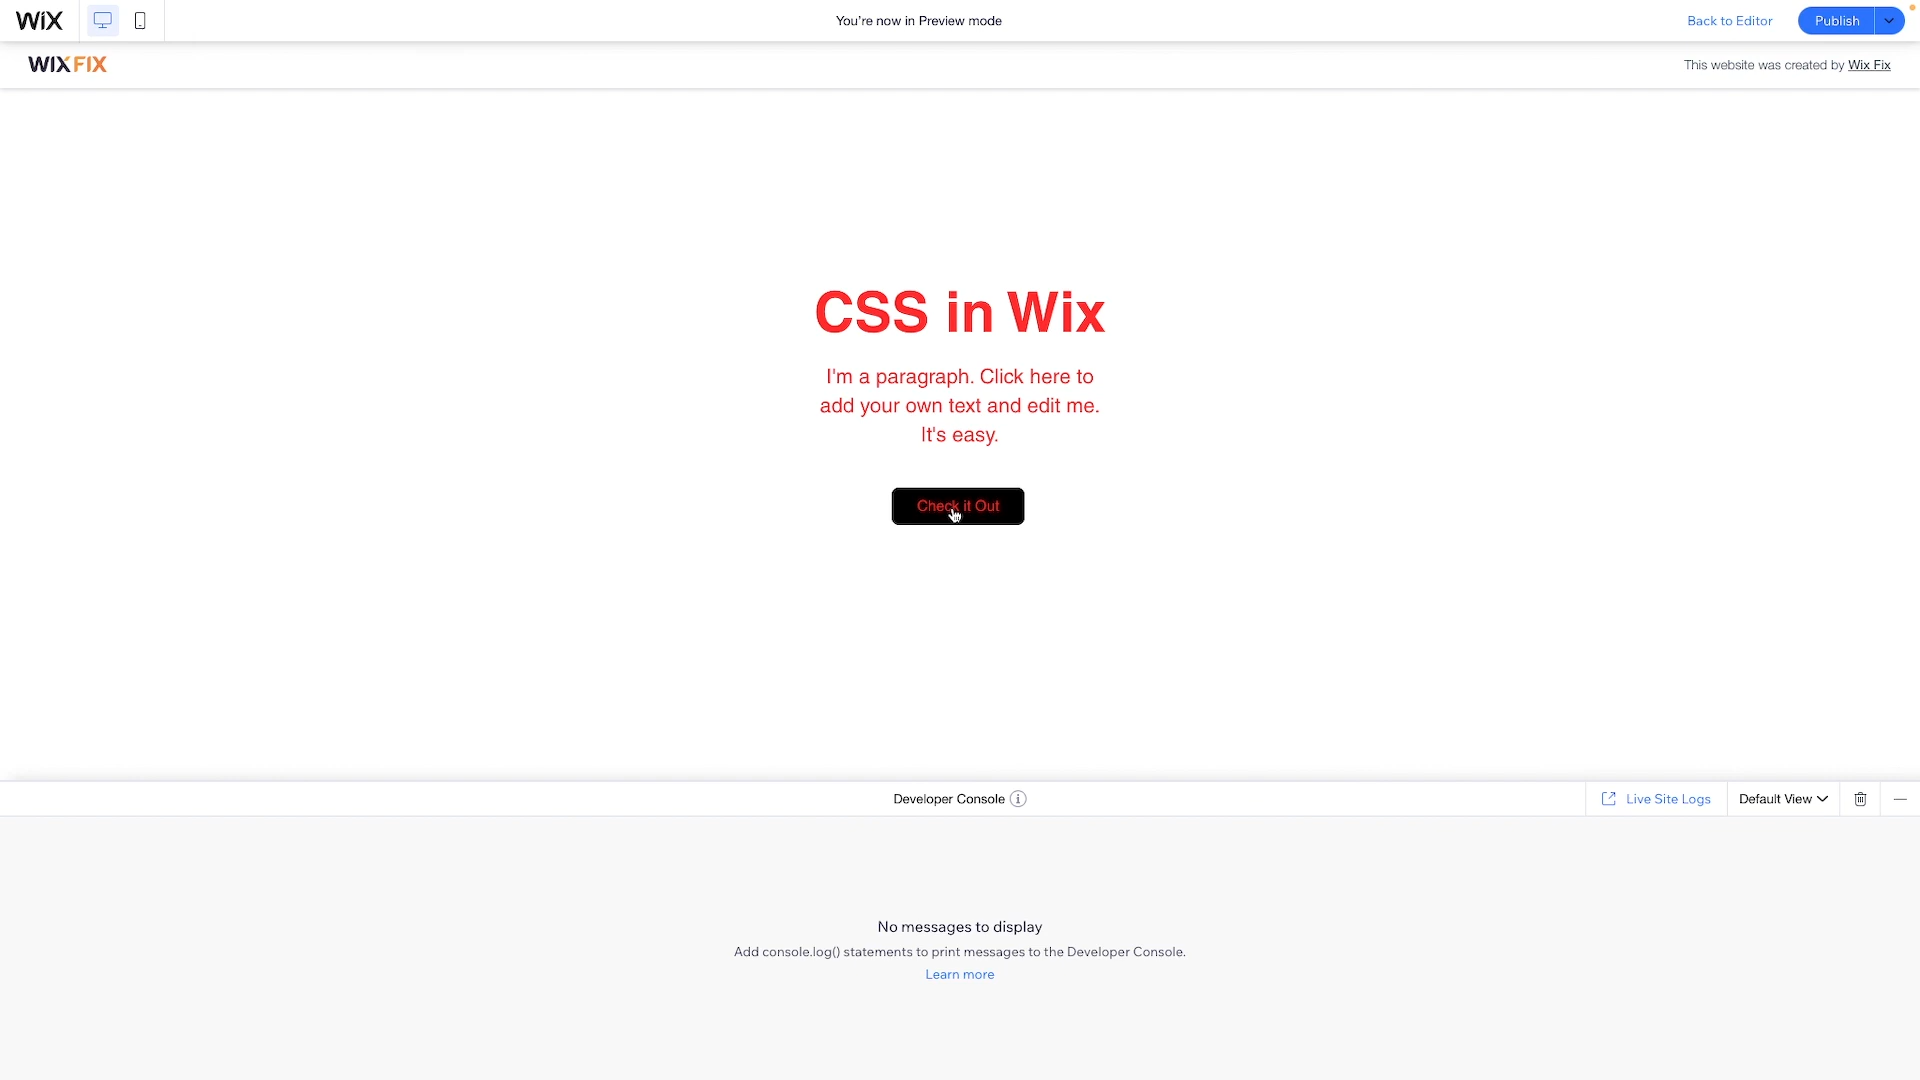 WiX
You're now in Preview mode
Back to Editor
Publish
WIXFIX
This website was created by Wix Fix
CSS in Wix
I'm a paragraph. Click here to
add your own text and edit me.
It's easy.
Check it Out
Developer Console
Live Site Logs
Default View
No messages to display
Add console.log() statements to print messages to the Developer Console.
Learn more